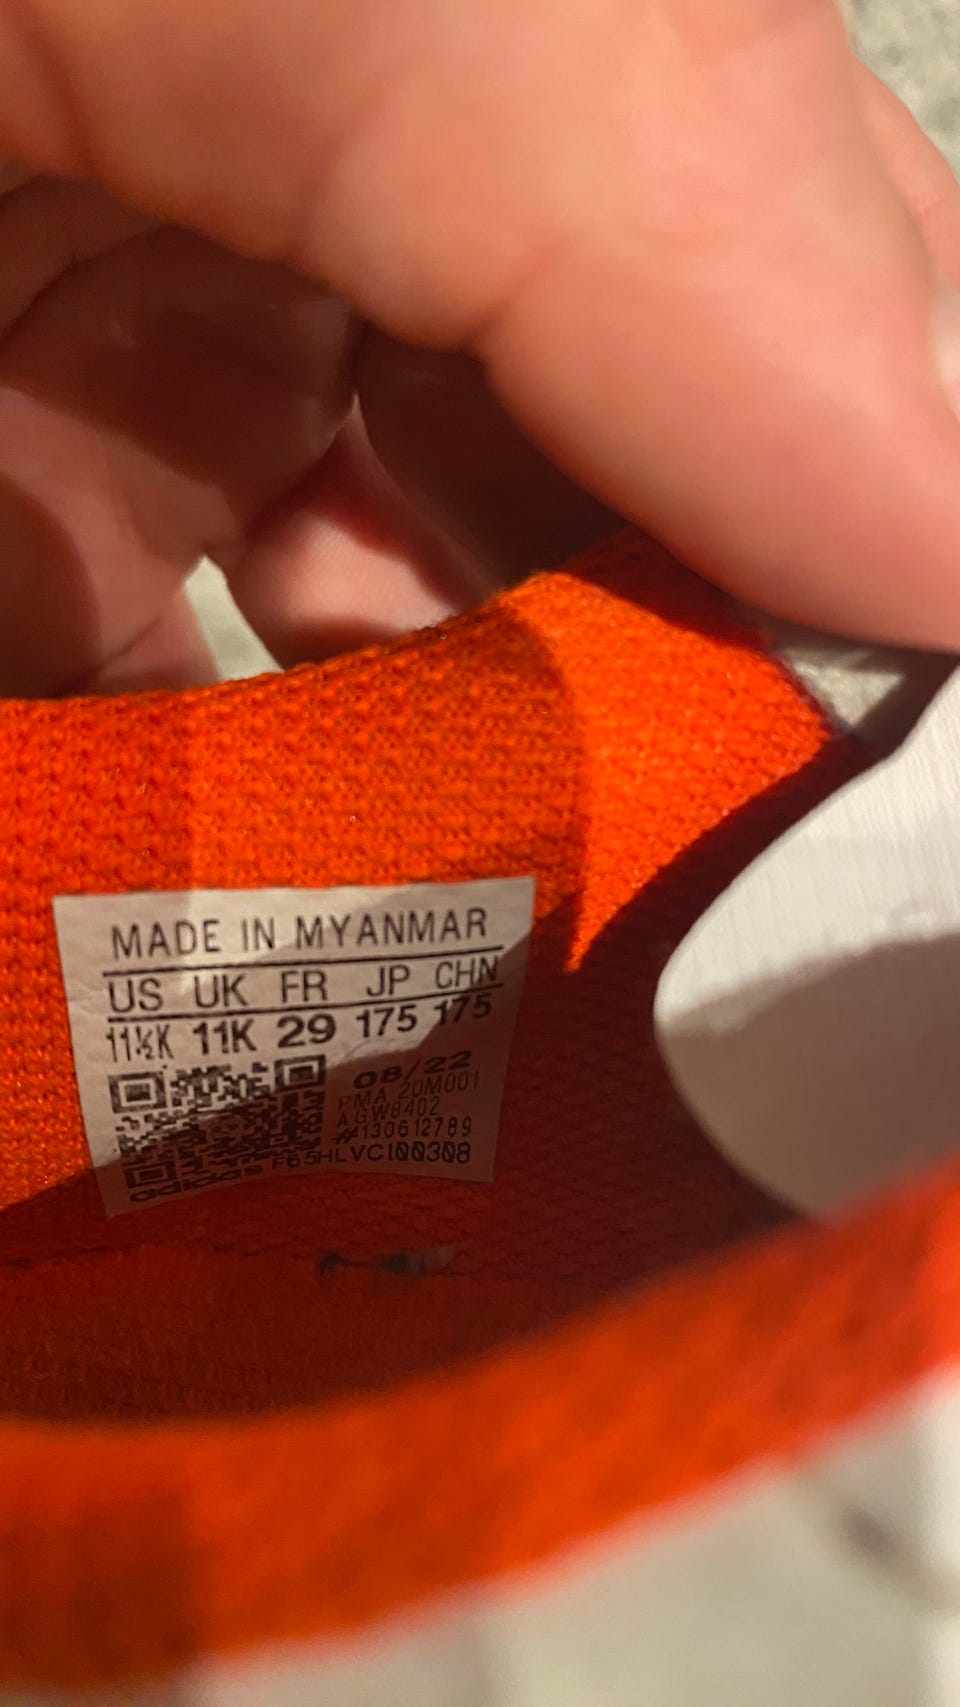 MADE IN MYANMAR
US UK FR JP CHN
11½K 11K 29 175 175
08/22
PMA 20M001
AGW8402
#130612789
adidas F65HLVCI00308